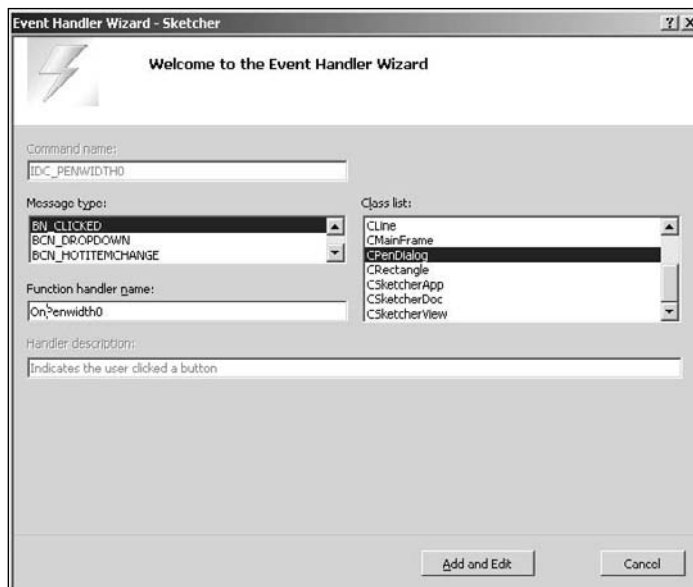 Event Handler Wizard - Sketcher
Welcome to the Event Handler Wizard
Command name:
IDC_PENWIDTH0
Message type:
BN_CLICKED
BCN_DROPDOWN
BCN_HOTITEMCHANGE
Function handler name:
OnPenwidth0
Class list:
CLine
CMainFrame
CPenDialog
CRectangle
CSketcherApp
CSketcherDoc
CSketcherView
Handler description:
Indicates the user clicked a button
Add and Edit
Cancel